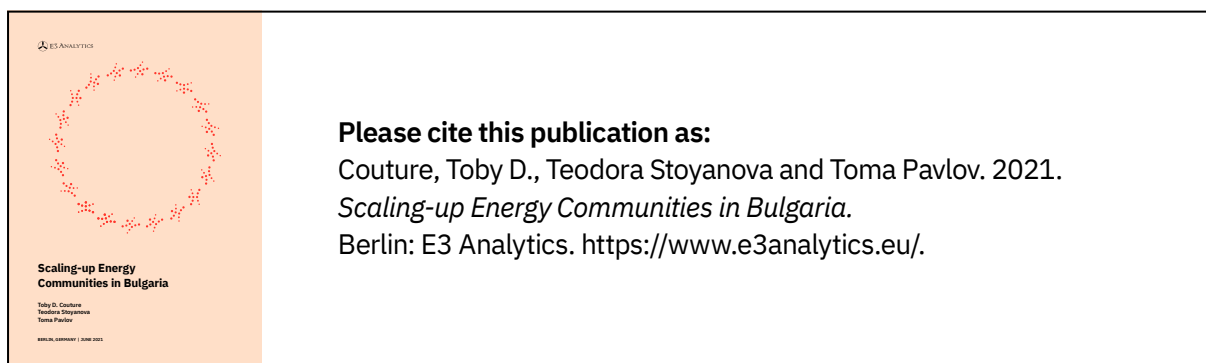 E3 ANALYTICS
Scaling-up Energy
Communities in Bulgaria
Toby D. Couture
Teodora Stoyanova
Toma Pavlov
BERLIN, GERMANY | JUNE 2021
Please cite this publication as:
Couture, Toby D., Teodora Stoyanova and Toma Pavlov. 2021.
Scaling-up Energy Communities in Bulgaria.
Berlin: E3 Analytics. https://www.e3analytics.eu/.